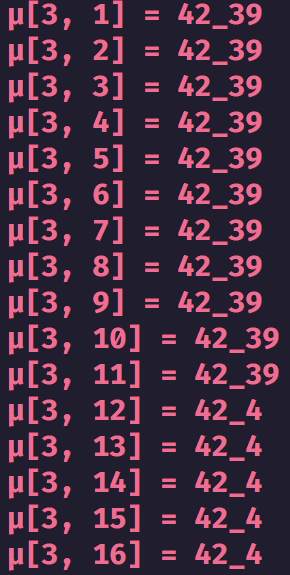 μ[3, 1] = 42_39
μ[3, 2] = 42_39
μ[3, 3] = 42_39
μ[3, 4] = 42_39
μ[3, 5] = 42_39
μ[3, 6] = 42_39
μ[3, 7] = 42_39
μ[3, 8] = 42_39
μ[3, 9] = 42_39
μ[3, 10] = 42_39
μ[3, 11] = 42_39
μ[3, 12] = 42_4
μ[3, 13] = 42_4
μ[3, 14] = 42_4
μ[3, 15] = 42_4
μ[3, 16] = 42_4